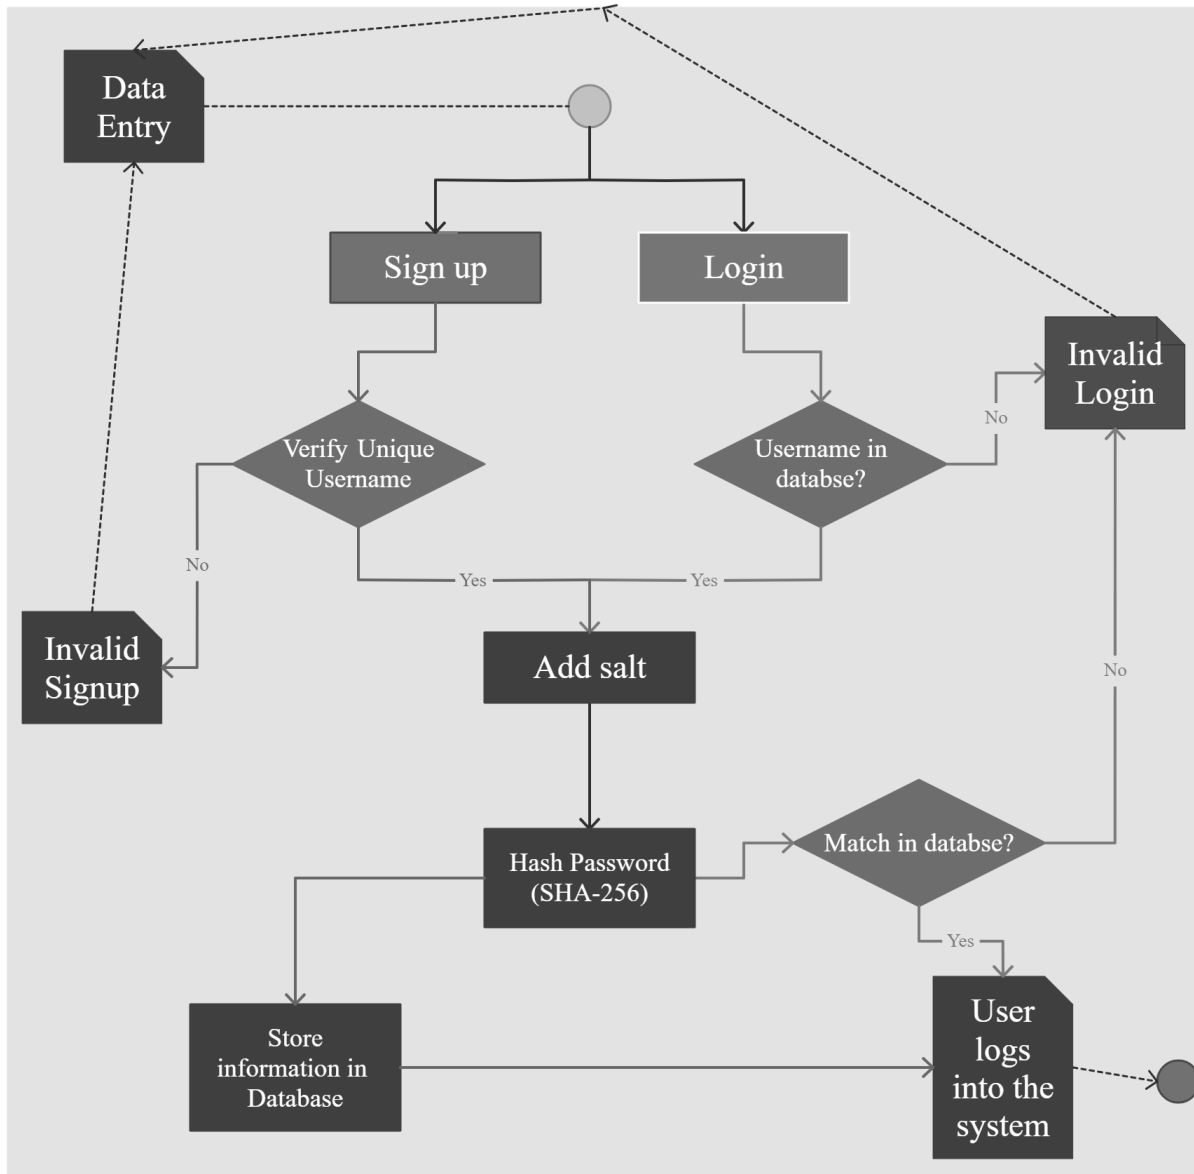 Data
Entry
Sign up
Login
Invalid
Login
No
Verify Unique
Username
Username in
databse?
No
Yes
Yes
Invalid
Signup
Add salt
No
Hash Password
(SHA-256)
Match in databse?
Yes
Store
information in
Database
User
logs
into the
system